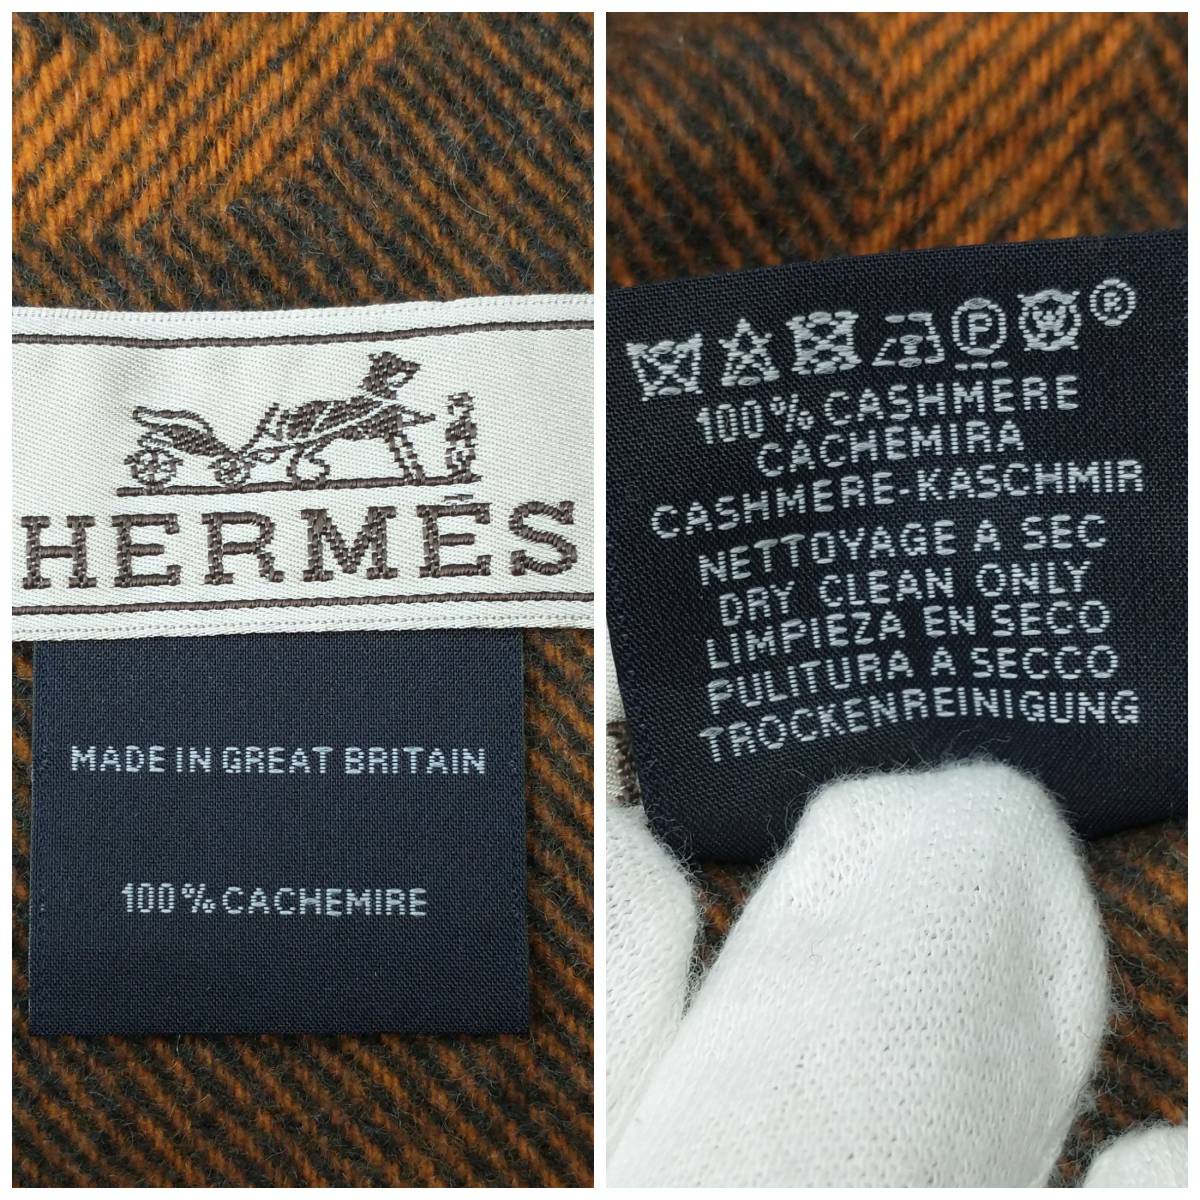 HERMÈS
MADE IN GREAT BRITAIN
100% CACHEMIRE
P W ®
100% CASHMERE
CACHEMIRA
CASHMERE-KASCHMIR
NETTOYAGE A SEC
DRY CLEAN ONLY
LIMPIEZA EN SECO
PULITURA A SECCO
TROCKENREINIGUNG